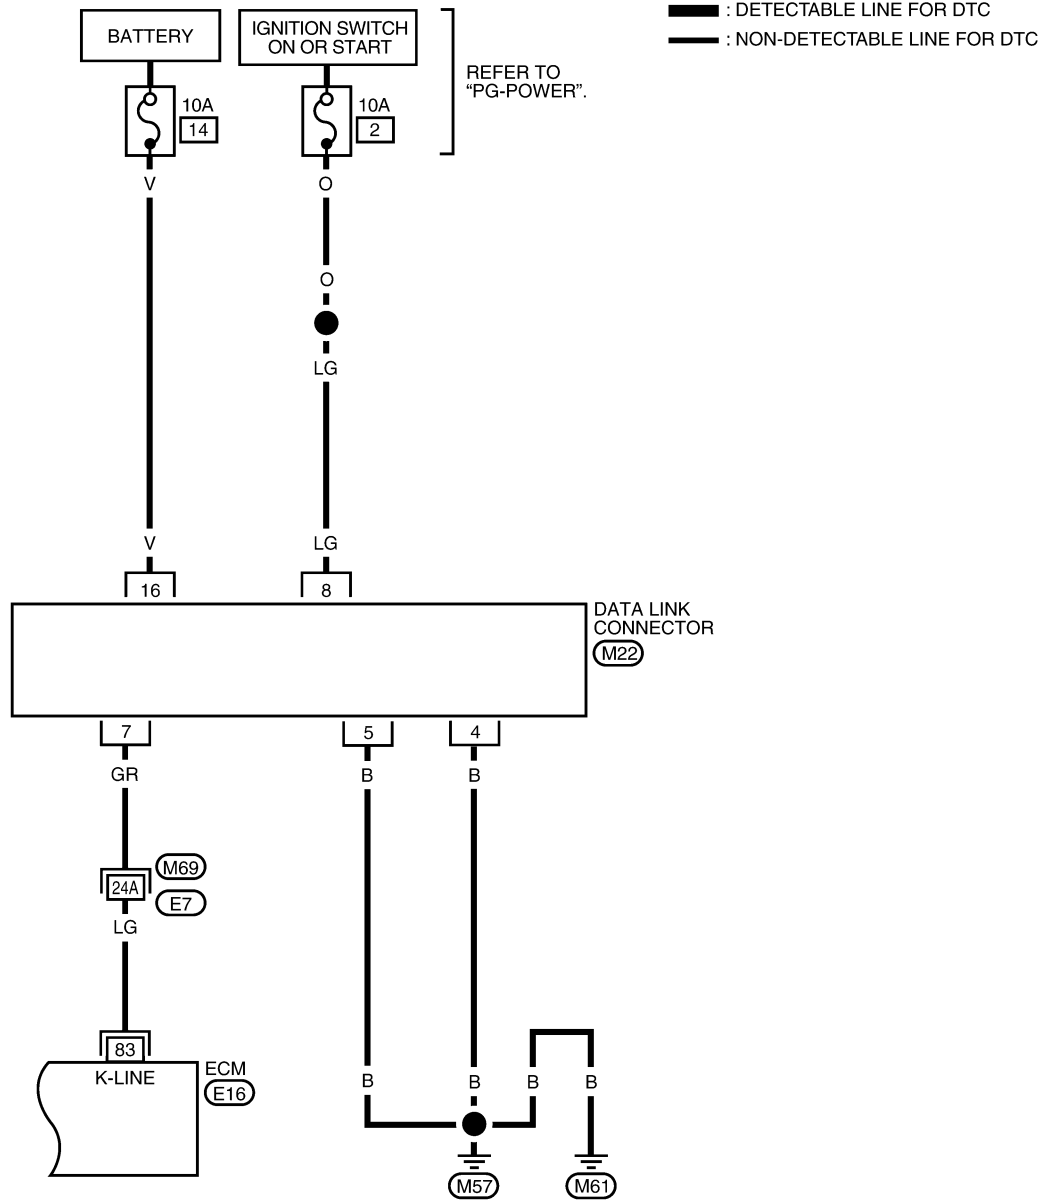 : DETECTABLE LINE FOR DTC
: NON-DETECTABLE LINE FOR DTC
BATTERY
IGNITION SWITCH
ON OR START
REFER TO
“PG-POWER”.
10A
14
10A
2
V
O
O
LG
V
LG
16
8
DATA LINK
CONNECTOR
M22
7
5
4
GR
B
B
M69
24A
E7
LG
83
K-LINE
ECM
E16
B
B
B
B
M57
M61